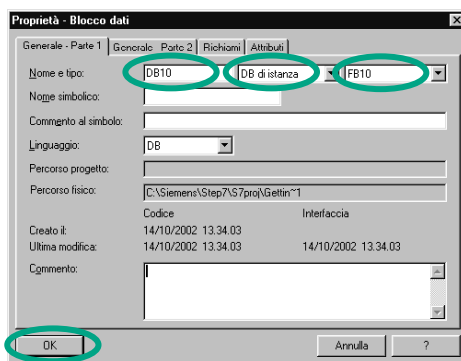 Proprietà - Blocco dati
Generale - Parte 1 Generale Parte 2 Richiami Attributi
Nome e tipo: DB10 DB di istanza FB10
Nome simbolico:
Commento al simbolo:
Linguaggio: DB
Percorso progetto:
Percorso fisico: C:\Siemens\Step7\S7proj\Gettin~1
Codice Interfaccia
Creato il: 14/10/2002 13.34.03
Ultima modifica: 14/10/2002 13.34.03 14/10/2002 13.34.03
Commento:
OK Annulla ?